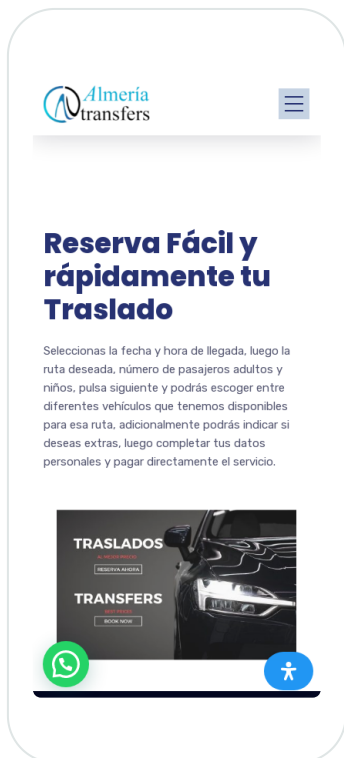 Almería
transfers
Reserva Fácil y
rápidamente tu
Traslado
Seleccionas la fecha y hora de llegada, luego la
ruta deseada, número de pasajeros adultos y
niños, pulsa siguiente y podrás escoger entre
diferentes vehículos que tenemos disponibles
para esa ruta, adicionalmente podrás indicar si
deseas extras, luego completar tus datos
personales y pagar directamente el servicio.
TRASLADOS
RESERVA AHORA
TRANSFERS
BEST PRICES
BOOK NOW